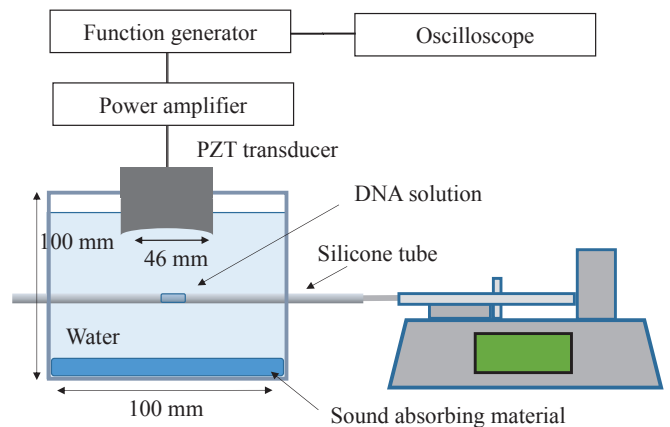 Function generator
Oscilloscope
Power amplifier
PZT transducer
DNA solution
100 mm
46 mm
Silicone tube
Water
100 mm
Sound absorbing material